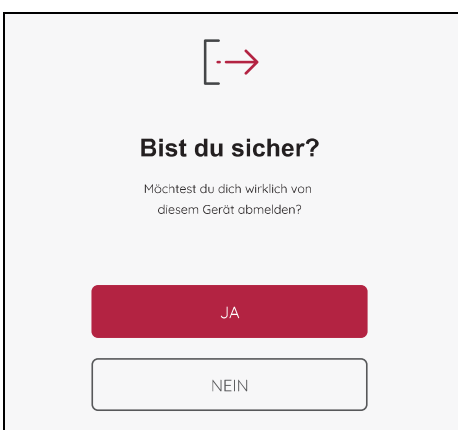 Bist du sicher?
Möchtest du dich wirklich von
diesem Gerät abmelden?
JA
NEIN